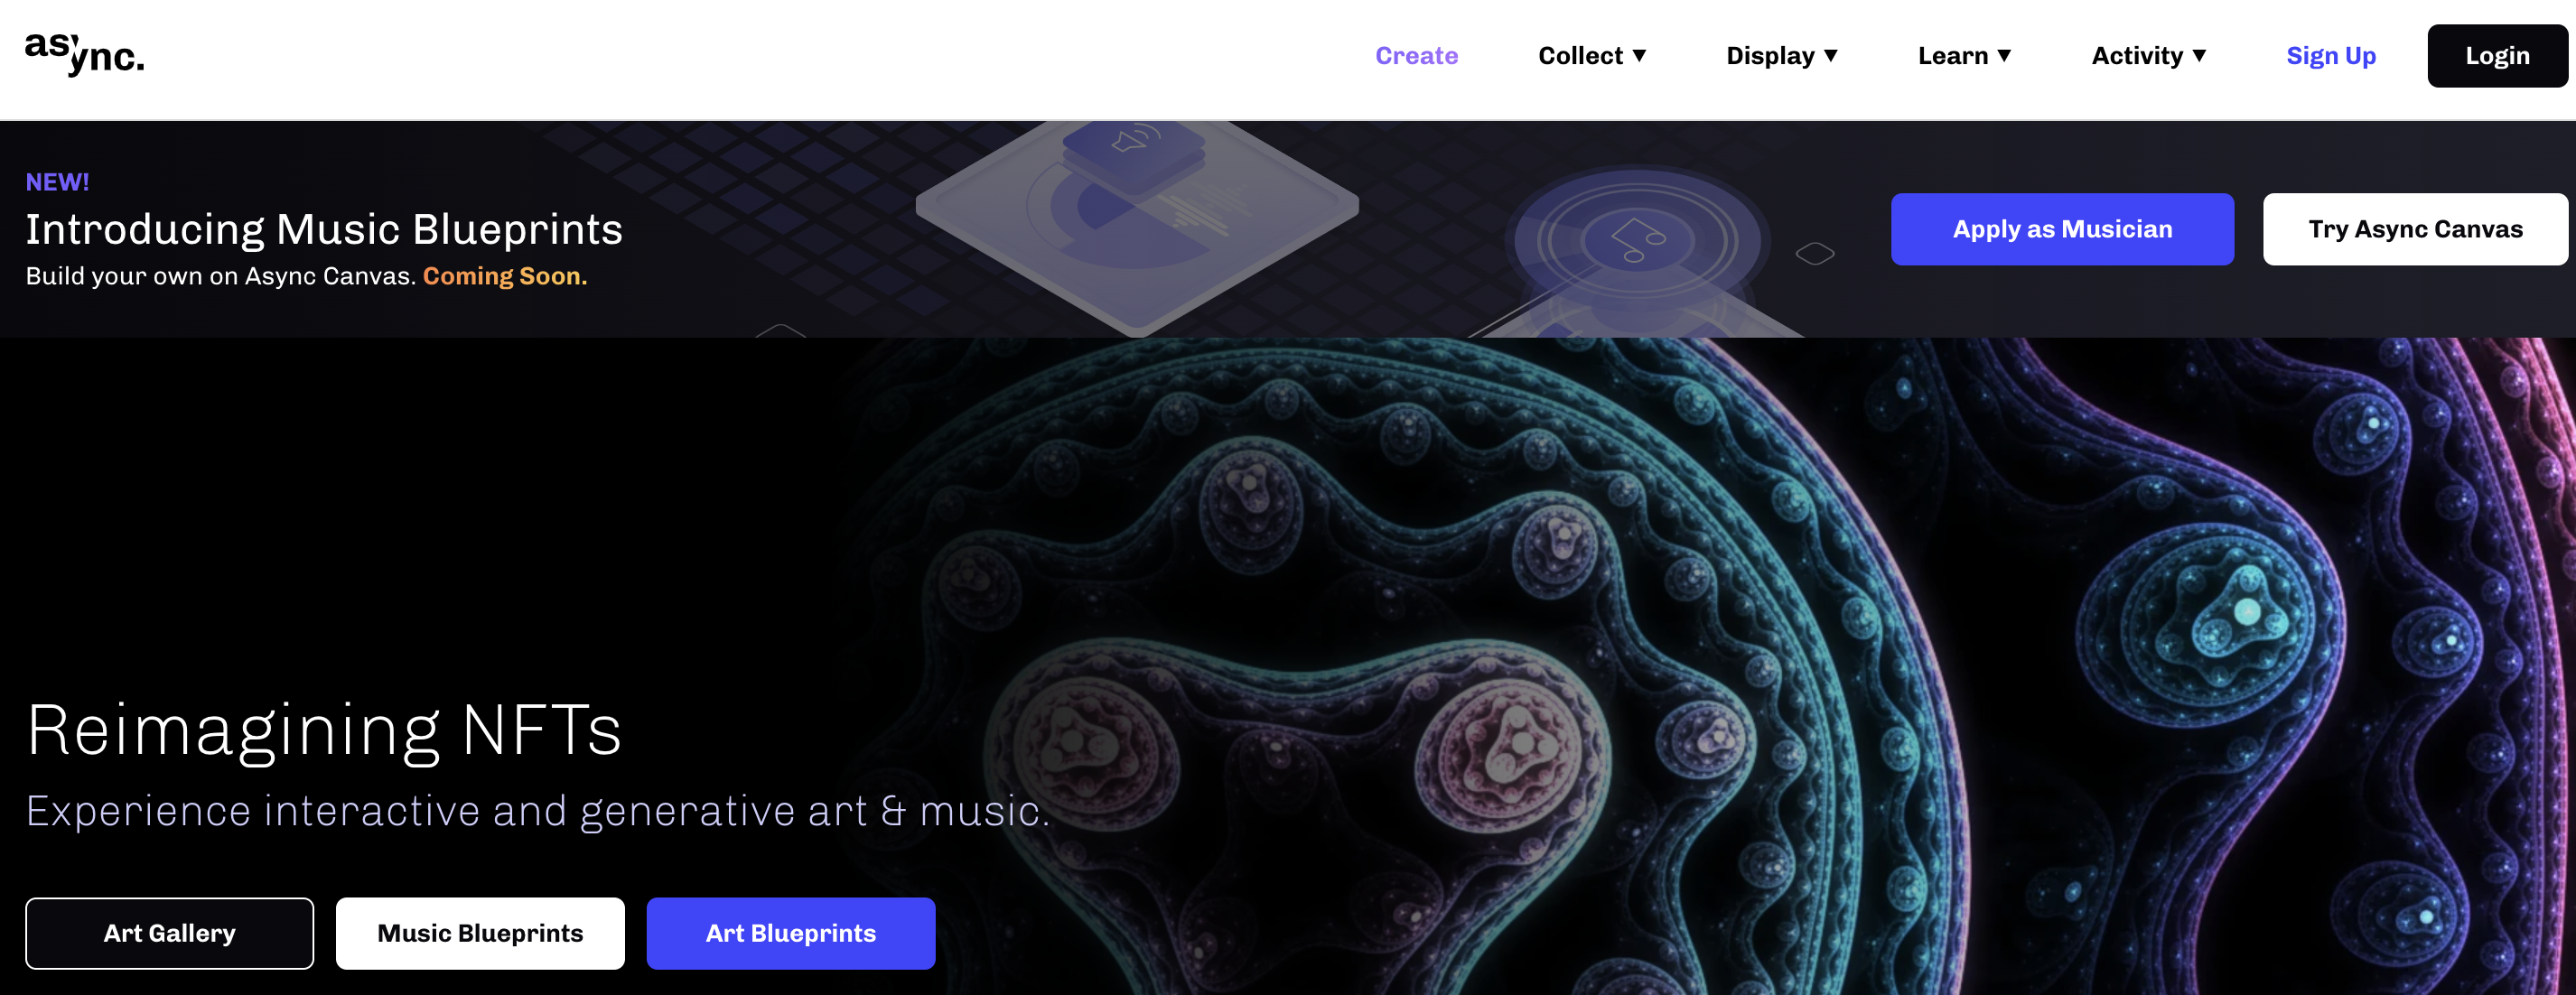 async.
Create Collect ▼ Display ▼ Learn ▼ Activity ▼ Sign Up Login
NEW!
Introducing Music Blueprints
Build your own on Async Canvas. Coming Soon.
Apply as Musician Try Async Canvas
Reimagining NFTs
Experience interactive and generative art & music.
Art Gallery Music Blueprints Art Blueprints